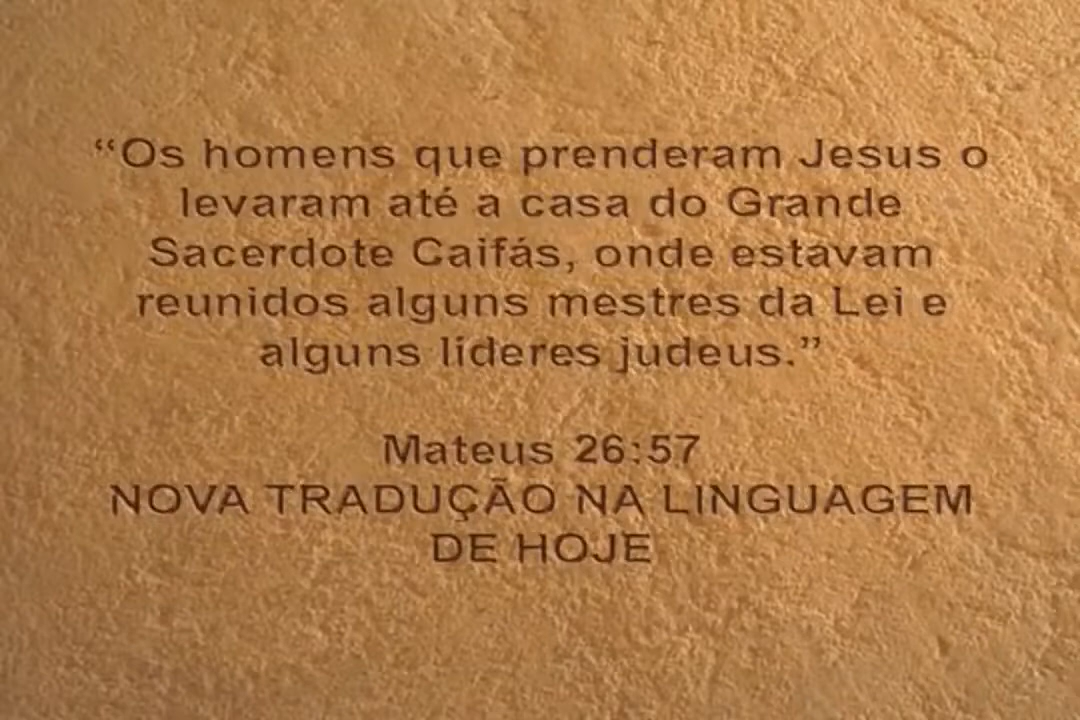 “Os homens que prenderam Jesus o
levaram até a casa do Grande
Sacerdote Caifás, onde estavam
reunidos alguns mestres da Lei e
alguns líderes judeus.”
Mateus 26:57
NOVA TRADUÇÃO NA LINGUAGEM
DE HOJE